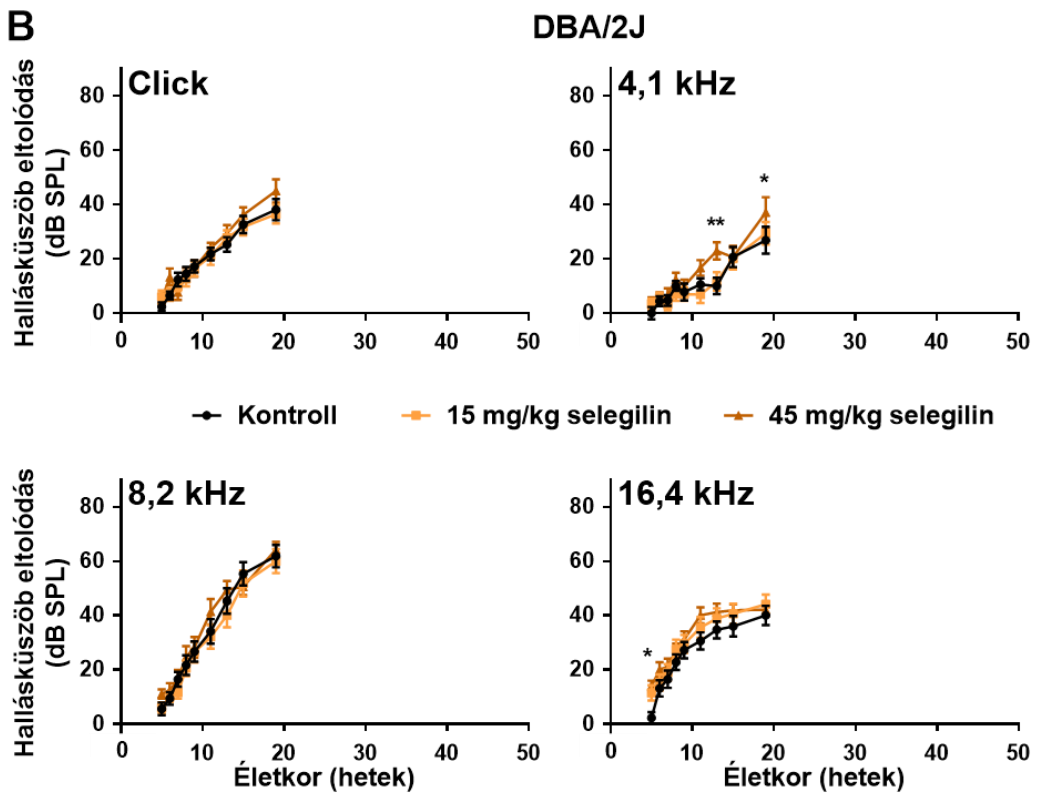 B
DBA/2J
Click
4,1 kHz
Hallásküszöb eltolódás
(dB SPL)
80
60
40
20
0
0 10 20 30 40 50
80
60
40
20
0
** *
0 10 20 30 40 50
Kontroll 15 mg/kg selegilin 45 mg/kg selegilin
8,2 kHz
16,4 kHz
Hallásküszöb eltolódás
(dB SPL)
80
60
40
20
0
0 10 20 30 40 50
80
60
40
20
0
*
0 10 20 30 40 50
Életkor (hetek)
Életkor (hetek)